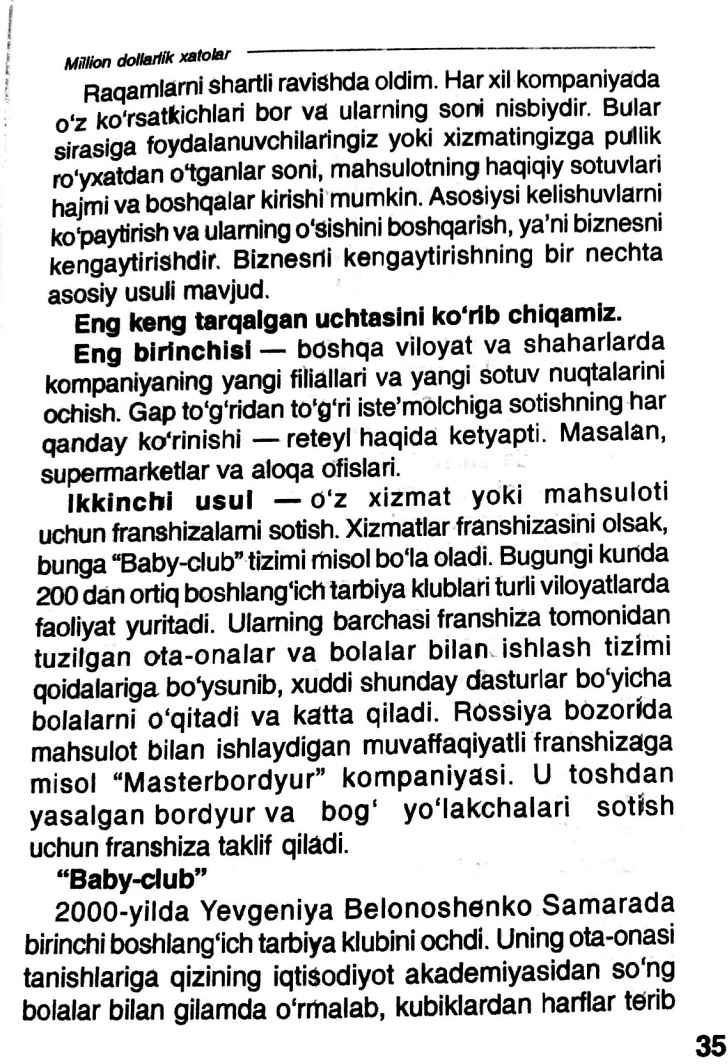 Million dollarlik xatolar
Raqamlarni shartli ravishda oldim. Har xil kompaniyada
o‘z ko‘rsatkichlari bor va ularning soni nisbiydir. Bular
sirasiga foydalanuvchilaringiz yoki xizmatingizga pullik
ro‘yxatdan o‘tganlar soni, mahsulotning haqiqiy sotuvlari
hajmi va boshqalar kirishi mumkin. Asosiysi kelishuvlarni
ko‘paytirish va ularning o‘sishini boshqarish, ya’ni biznesni
kengaytirishdir. Biznesni kengaytirishning bir nechta
asosiy usuli mavjud.
Eng keng tarqalgan uchtasini ko‘rib chiqamiz.
Eng birinchisi — boshqa viloyat va shaharlarda
kompaniyaning yangi filiallari va yangi sotuv nuqtalarini
ochish. Gap to‘g‘ridan to‘g‘ri iste’molchiga sotishning har
qanday ko‘rinishi — reteyl haqida ketyapti. Masalan,
supermarketlar va aloqa ofislari.
Ikkinchi usul — o‘z xizmat yoki mahsuloti
uchun franshizalarni sotish. Xizmatlar franshizasini olsak,
bunga “Baby-club” tizimi misol bo‘la oladi. Bugungi kunda
200 dan ortiq boshlang‘ich tarbiya klublari turli viloyatlarda
faoliyat yuritadi. Ularning barchasi franshiza tomonidan
tuzilgan ota-onalar va bolalar bilan ishlash tizimi
qoidalariga bo‘ysunib, xuddi shunday dasturlar bo‘yicha
bolalarni o‘qitadi va katta qiladi. Rossiya bozorida
mahsulot bilan ishlaydigan muvaffaqiyatli franshizaga
misol “Masterbordyur” kompaniyasi. U toshdan
yasalgan bordyur va bog‘ yo‘lakchalari sotish
uchun franshiza taklif qiladi.
“Baby-club”
2000-yilda Yevgeniya Belonoshenko Samarada
birinchi boshlang‘ich tarbiya klubini ochdi. Uning ota-onasi
tanishlariga qizining iqtisodiyot akademiyasidan so‘ng
bolalar bilan gilamda o‘rmalab, kubiklardan harflar terib
35